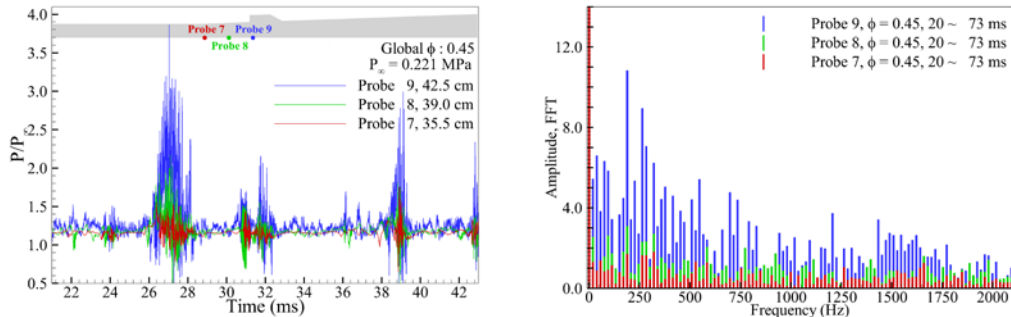 4.0
3.5
3.0
2.5
2.0
1.5
1.0
0.5
P/P∞
Probe 7
Probe 8
Probe 9
Global ϕ : 0.45
P∞ = 0.221 MPa
Probe 9, 42.5 cm
Probe 8, 39.0 cm
Probe 7, 35.5 cm
22 24 26 28 30 32 34 36 38 40 42
Time (ms)
12.0
8.0
4.0
0.0
Amplitude, FFT
Probe 9, ϕ = 0.45, 20 ~ 73 ms
Probe 8, ϕ = 0.45, 20 ~ 73 ms
Probe 7, ϕ = 0.45, 20 ~ 73 ms
0 250 500 750 1000 1250 1500 1750 2000
Frequency (Hz)